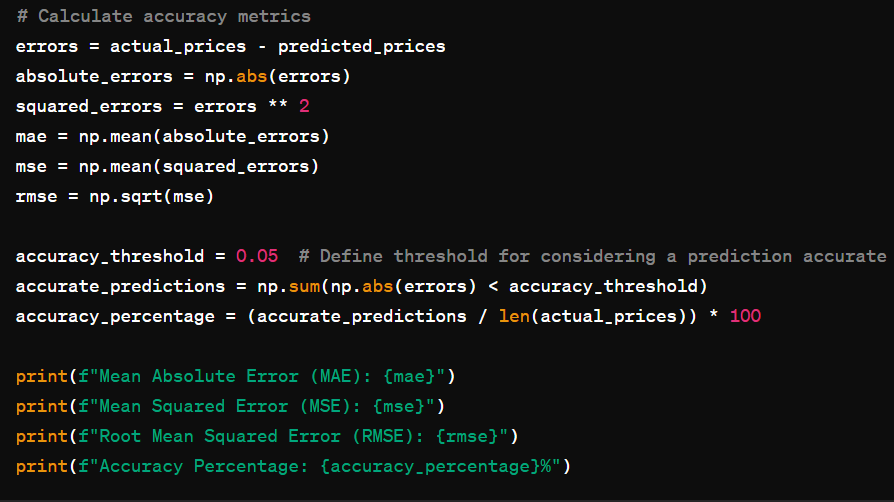 # Calculate accuracy metrics
errors = actual_prices - predicted_prices
absolute_errors = np.abs(errors)
squared_errors = errors ** 2
mae = np.mean(absolute_errors)
mse = np.mean(squared_errors)
rmse = np.sqrt(mse)
accuracy_threshold = 0.05  # Define threshold for considering a prediction accurate
accurate_predictions = np.sum(np.abs(errors) < accuracy_threshold)
accuracy_percentage = (accurate_predictions / len(actual_prices)) * 100
print(f"Mean Absolute Error (MAE): {mae}")
print(f"Mean Squared Error (MSE): {mse}")
print(f"Root Mean Squared Error (RMSE): {rmse}")
print(f"Accuracy Percentage: {accuracy_percentage}%")